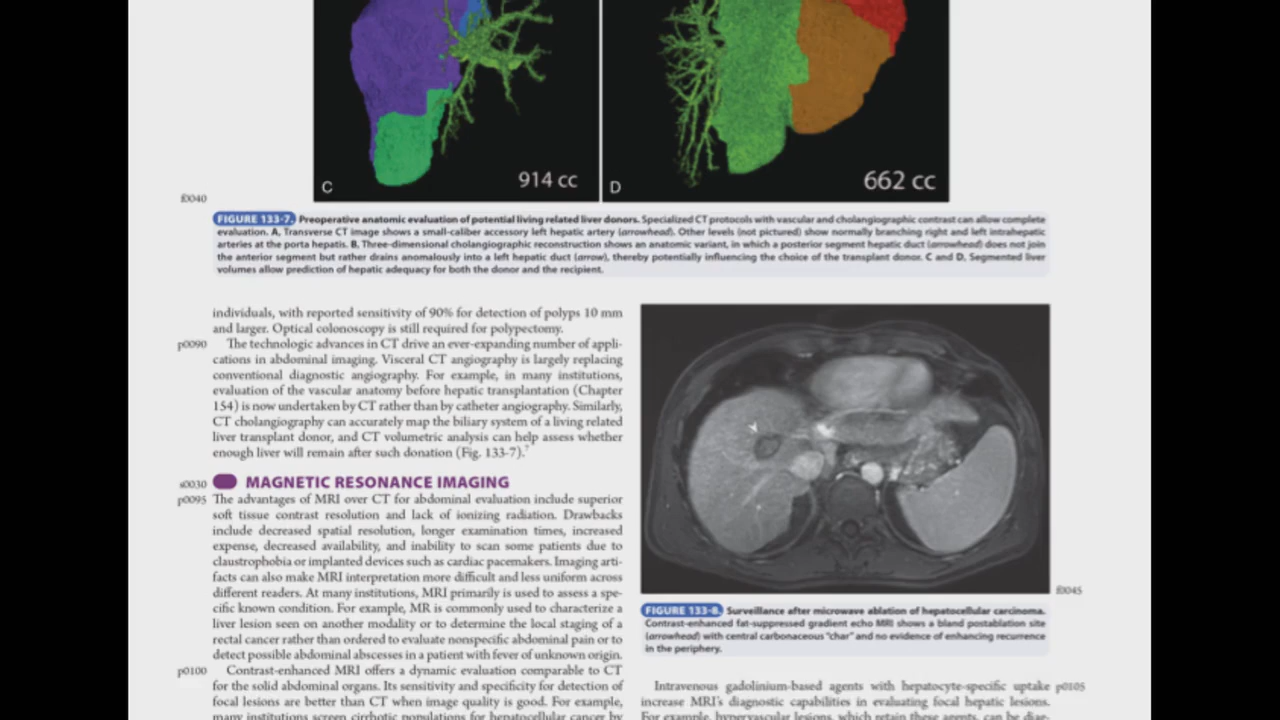 C
914 cc
D
662 cc
f0040
FIGURE 133-7. Preoperative anatomic evaluation of potential living related liver donors. Specialized CT protocols with vascular and cholangiographic contrast can allow complete
evaluation. A, Transverse CT image shows a small-caliber accessory left hepatic artery (arrowhead). Other levels (not pictured) show normally branching right and left intrahepatic
arteries at the porta hepatis. B, Three-dimensional cholangiographic reconstruction shows an anatomic variant, in which a posterior segment hepatic duct (arrowhead) does not join
the anterior segment but rather drains anomalously into a left hepatic duct (arrow), thereby potentially influencing the choice of the transplant donor. C and D, Segmented liver
volumes allow prediction of hepatic adequacy for both the donor and the recipient.
individuals, with reported sensitivity of 90% for detection of polyps 10 mm
and larger. Optical colonoscopy is still required for polypectomy.
p0090
The technologic advances in CT drive an ever-expanding number of appli-
cations in abdominal imaging. Visceral CT angiography is largely replacing
conventional diagnostic angiography. For example, in many institutions,
evaluation of the vascular anatomy before hepatic transplantation (Chapter
154) is now undertaken by CT rather than by catheter angiography. Similarly,
CT cholangiography can accurately map the biliary system of a living related
liver transplant donor, and CT volumetric analysis can help assess whether
enough liver will remain after such donation (Fig. 133-7).7
s0030
MAGNETIC RESONANCE IMAGING
p0095
The advantages of MRI over CT for abdominal evaluation include superior
soft tissue contrast resolution and lack of ionizing radiation. Drawbacks
include decreased spatial resolution, longer examination times, increased
expense, decreased availability, and inability to scan some patients due to
claustrophobia or implanted devices such as cardiac pacemakers. Imaging arti-
facts can also make MRI interpretation more difficult and less uniform across
different readers. At many institutions, MRI primarily is used to assess a spe-
cific known condition. For example, MR is commonly used to characterize a
liver lesion seen on another modality or to determine the local staging of a
rectal cancer rather than ordered to evaluate nonspecific abdominal pain or to
detect possible abdominal abscesses in a patient with fever of unknown origin.
p0100
Contrast-enhanced MRI offers a dynamic evaluation comparable to CT
for the solid abdominal organs. Its sensitivity and specificity for detection of
focal lesions are better than CT when image quality is good. For example,
many institutions screen cirrhotic populations for hepatocellular cancer by
f0045
FIGURE 133-8. Surveillance after microwave ablation of hepatocellular carcinoma.
Contrast-enhanced fat-suppressed gradient echo MRI shows a bland postablation site
(arrowhead) with central carbonaceous "char" and no evidence of enhancing recurrence
in the periphery.
Intravenous gadolinium-based agents with hepatocyte-specific uptake
p0105
increase MRI's diagnostic capabilities in evaluating focal hepatic lesions.
For example, hypervascular lesions, which retain these agents, can be diag-